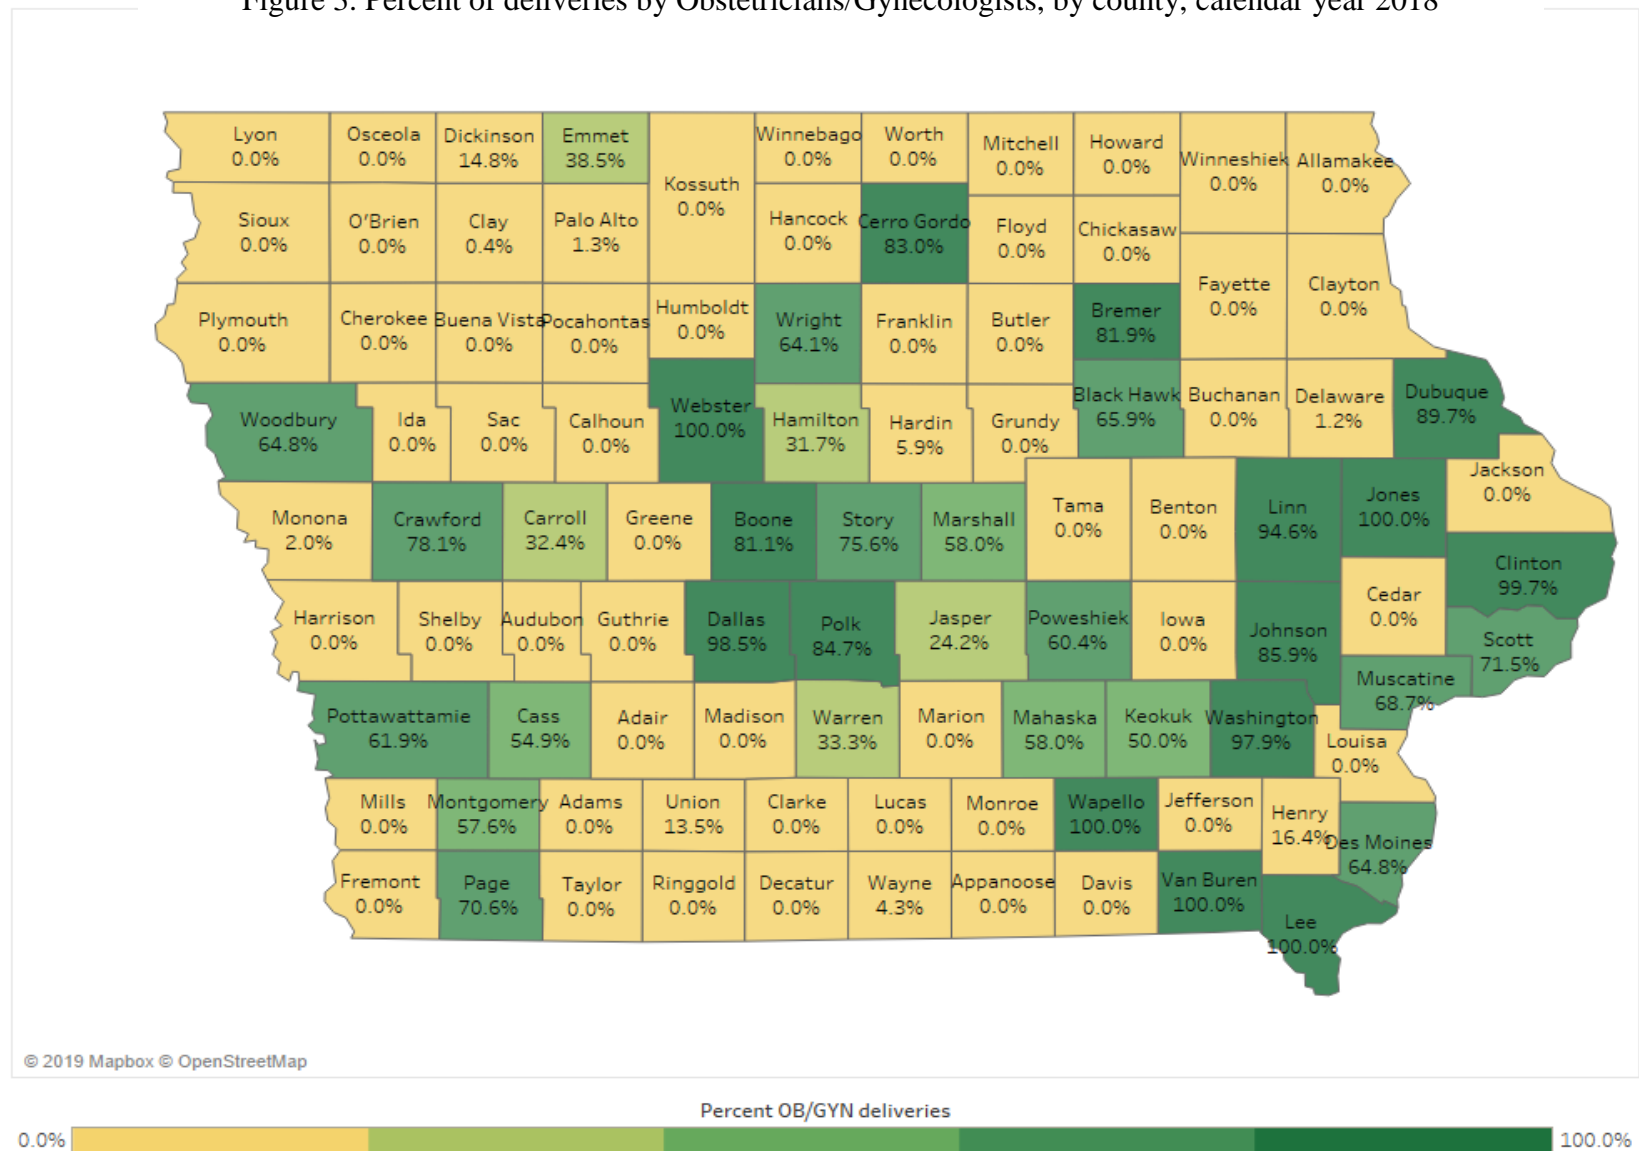 Figure 3. Percent of deliveries by Obstetricians/Gynecologists, by county, calendar year 2018
Lyon
0.0%
Osceola
0.0%
Dickinson
14.8%
Emmet
38.5%
Kossuth
0.0%
Winnebago
0.0%
Worth
0.0%
Mitchell
0.0%
Howard
0.0%
Winneshiek
0.0%
Allamakee
0.0%
Sioux
0.0%
O'Brien
0.0%
Clay
0.4%
Palo Alto
1.3%
Hancock
0.0%
Cerro Gordo
83.0%
Floyd
0.0%
Chickasaw
0.0%
Fayette
0.0%
Clayton
0.0%
Plymouth
0.0%
Cherokee
0.0%
Buena Vista
0.0%
Pocahontas
0.0%
Humboldt
0.0%
Wright
64.1%
Franklin
0.0%
Butler
0.0%
Bremer
81.9%
Woodbury
64.8%
Ida
0.0%
Sac
0.0%
Calhoun
0.0%
Webster
100.0%
Hamilton
31.7%
Hardin
5.9%
Grundy
0.0%
Black Hawk
65.9%
Buchanan
0.0%
Delaware
1.2%
Dubuque
89.7%
Monona
2.0%
Crawford
78.1%
Carroll
32.4%
Greene
0.0%
Boone
81.1%
Story
75.6%
Marshall
58.0%
Tama
0.0%
Benton
0.0%
Linn
94.6%
Jones
100.0%
Jackson
0.0%
Clinton
99.7%
Harrison
0.0%
Shelby
0.0%
Audubon
0.0%
Guthrie
0.0%
Dallas
98.5%
Polk
84.7%
Jasper
24.2%
Poweshiek
60.4%
Iowa
0.0%
Johnson
85.9%
Cedar
0.0%
Scott
71.5%
Muscatine
68.7%
Pottawattamie
61.9%
Cass
54.9%
Adair
0.0%
Madison
0.0%
Warren
33.3%
Marion
0.0%
Mahaska
58.0%
Keokuk
50.0%
Washington
97.9%
Louisa
0.0%
Mills
0.0%
Montgomery
57.6%
Adams
0.0%
Union
13.5%
Clarke
0.0%
Lucas
0.0%
Monroe
0.0%
Wapello
100.0%
Jefferson
0.0%
Henry
16.4%
Des Moines
64.8%
Fremont
0.0%
Page
70.6%
Taylor
0.0%
Ringgold
0.0%
Decatur
0.0%
Wayne
4.3%
Appanoose
0.0%
Davis
0.0%
Van Buren
100.0%
Lee
100.0%
© 2019 Mapbox © OpenStreetMap
Percent OB/GYN deliveries
0.0%
100.0%